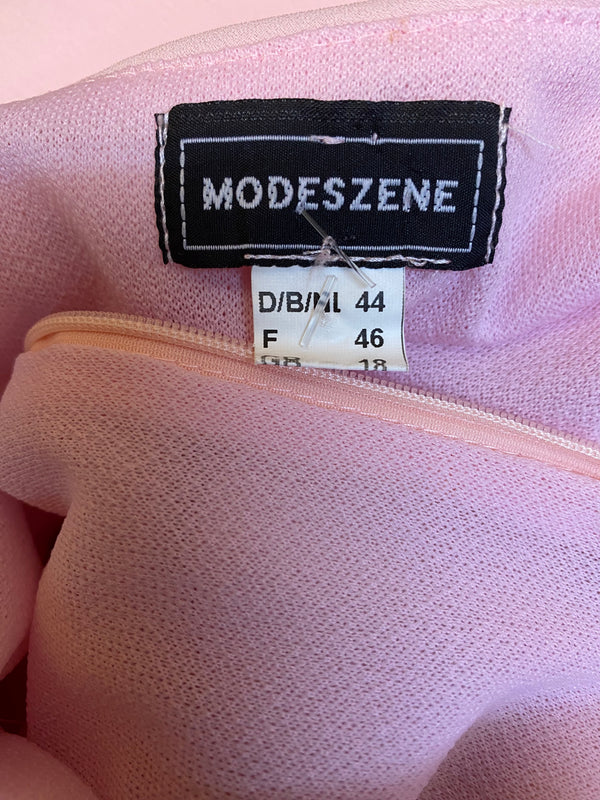 MODESZENE
D/B/NL 44
F 46
GB 18